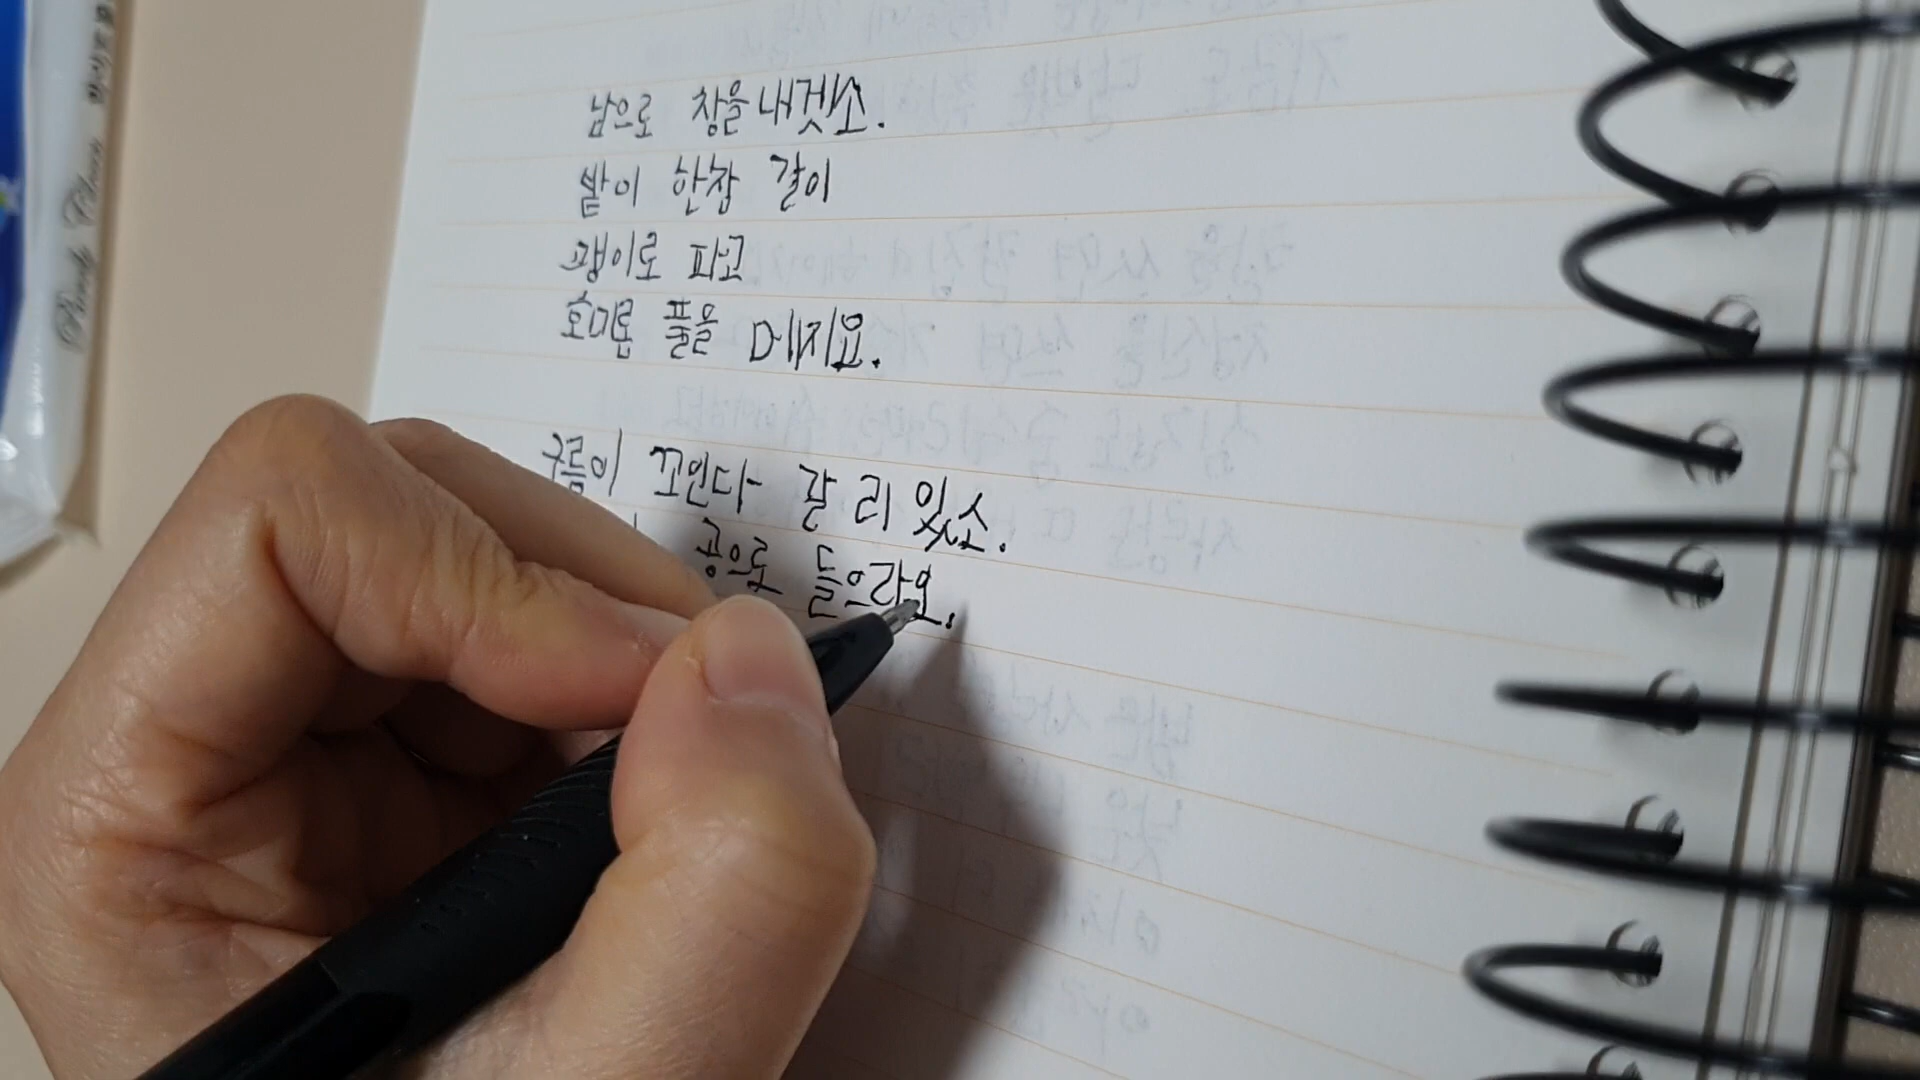 남으로 창을 내겟소.
밭이 한참 갈이
괭이로 파고
호미론 풀을 메지요.
구름이 꼬인다 갈 리 있소.
공으로 들으랴오.